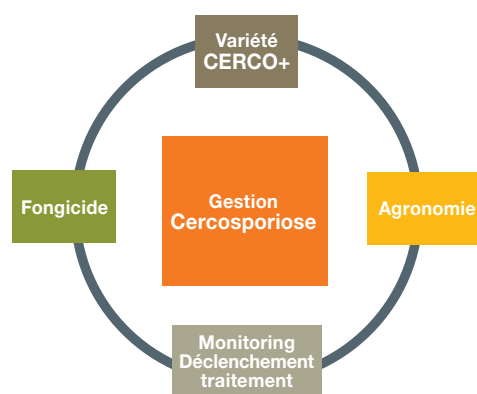 Variété
CERCO+
Fongicide
Gestion
Cercosporiose
Agronomie
Monitoring
Déclenchement
traitement